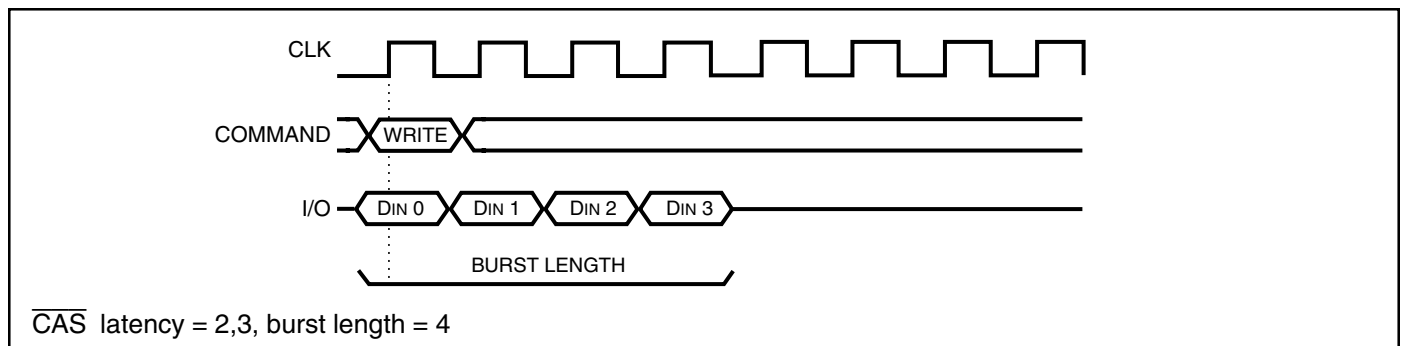 CLK
COMMAND WRITE
I/O DIN 0 DIN 1 DIN 2 DIN 3
BURST LENGTH
CAS latency = 2,3, burst length = 4